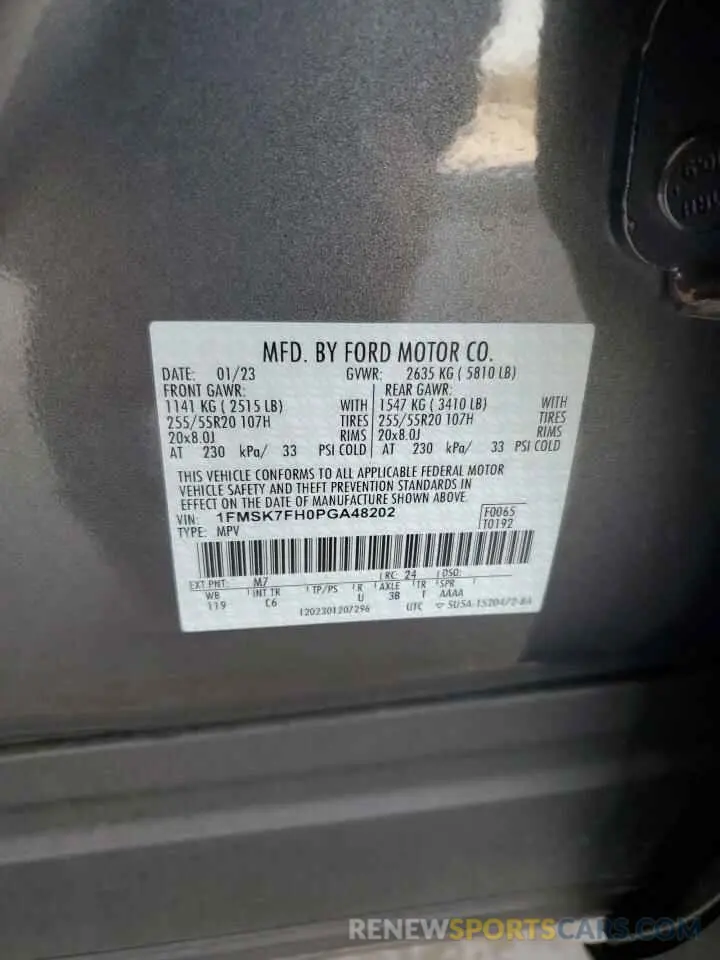 MFD. BY FORD MOTOR CO.
DATE: 01/23 GVWR: 2635 KG ( 5810 LB)
FRONT GAWR: REAR GAWR:
1141 KG ( 2515 LB) WITH 1547 KG ( 3410 LB) WITH
255/55R20 107H TIRES 255/55R20 107H TIRES
20x8.0J RIMS 20x8.0J RIMS
AT 230 kPa/ 33 PSI COLD AT 230 kPa/ 33 PSI COLD
THIS VEHICLE CONFORMS TO ALL APPLICABLE FEDERAL MOTOR
VEHICLE SAFETY AND THEFT PREVENTION STANDARDS IN
EFFECT ON THE DATE OF MANUFACTURE SHOWN ABOVE.
VIN: 1FMSK7FH0PGA48202 F0065
TYPE: MPV T0192
EXT PNT: M7 RC: 24 DSO:
WB INT TR TP/PS R AXLE TR SPR
119 C6 U 3B F AAAA
1202301207296 UTC
RENEWSPORTSCARS.COM